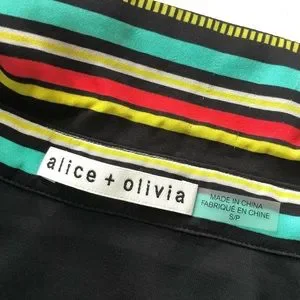 alice + olivia
MADE IN CHINA
FABRIQUÉ EN CHINE
S/P